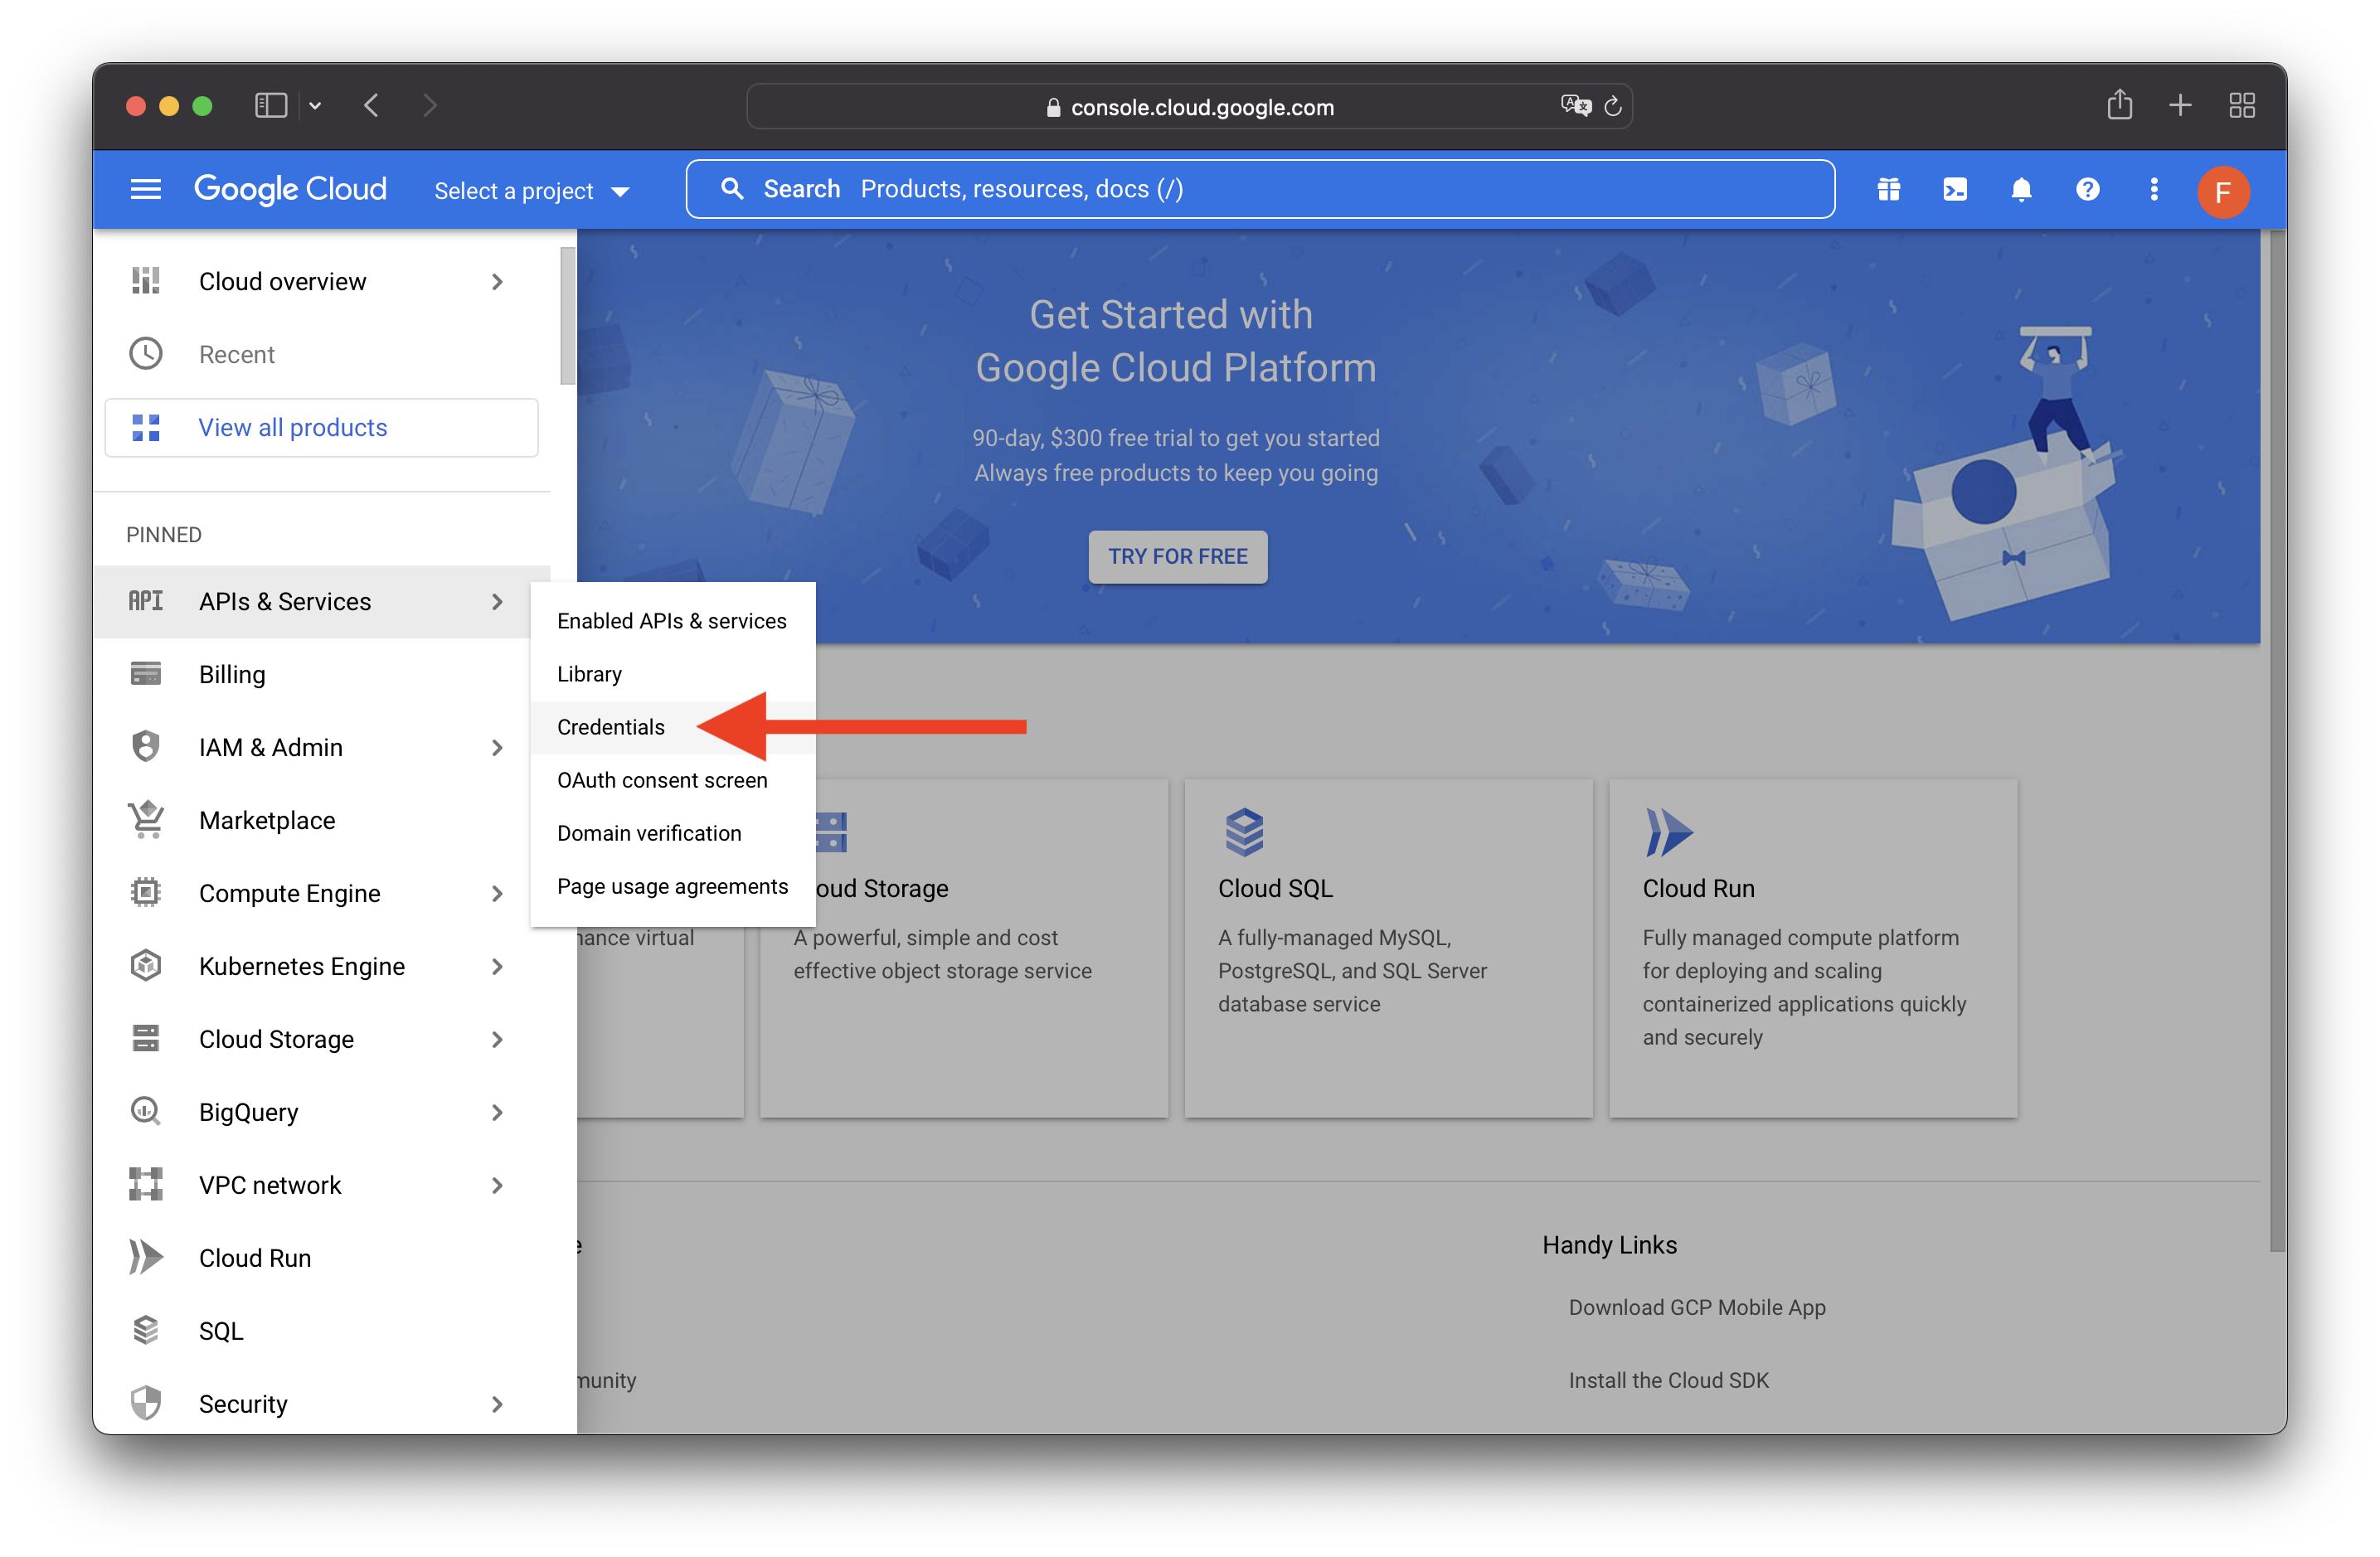 console.cloud.google.com
Google Cloud
Select a project
Search Products, resources, docs (/)
F
Cloud overview
Recent
View all products
PINNED
API
APIs & Services
Billing
IAM & Admin
Marketplace
Compute Engine
Kubernetes Engine
Cloud Storage
BigQuery
VPC network
Cloud Run
SQL
Security
Enabled APIs & services
Library
Credentials
OAuth consent screen
Domain verification
Page usage agreements
Get Started with
Google Cloud Platform
90-day, $300 free trial to get you started
Always free products to keep you going
TRY FOR FREE
virtual
Storage
A powerful, simple and cost
effective object storage service
Cloud SQL
A fully-managed MySQL,
PostgreSQL, and SQL Server
database service
Cloud Run
Fully managed compute platform
for deploying and scaling
containerized applications quickly
and securely
Handy Links
Download GCP Mobile App
Install the Cloud SDK